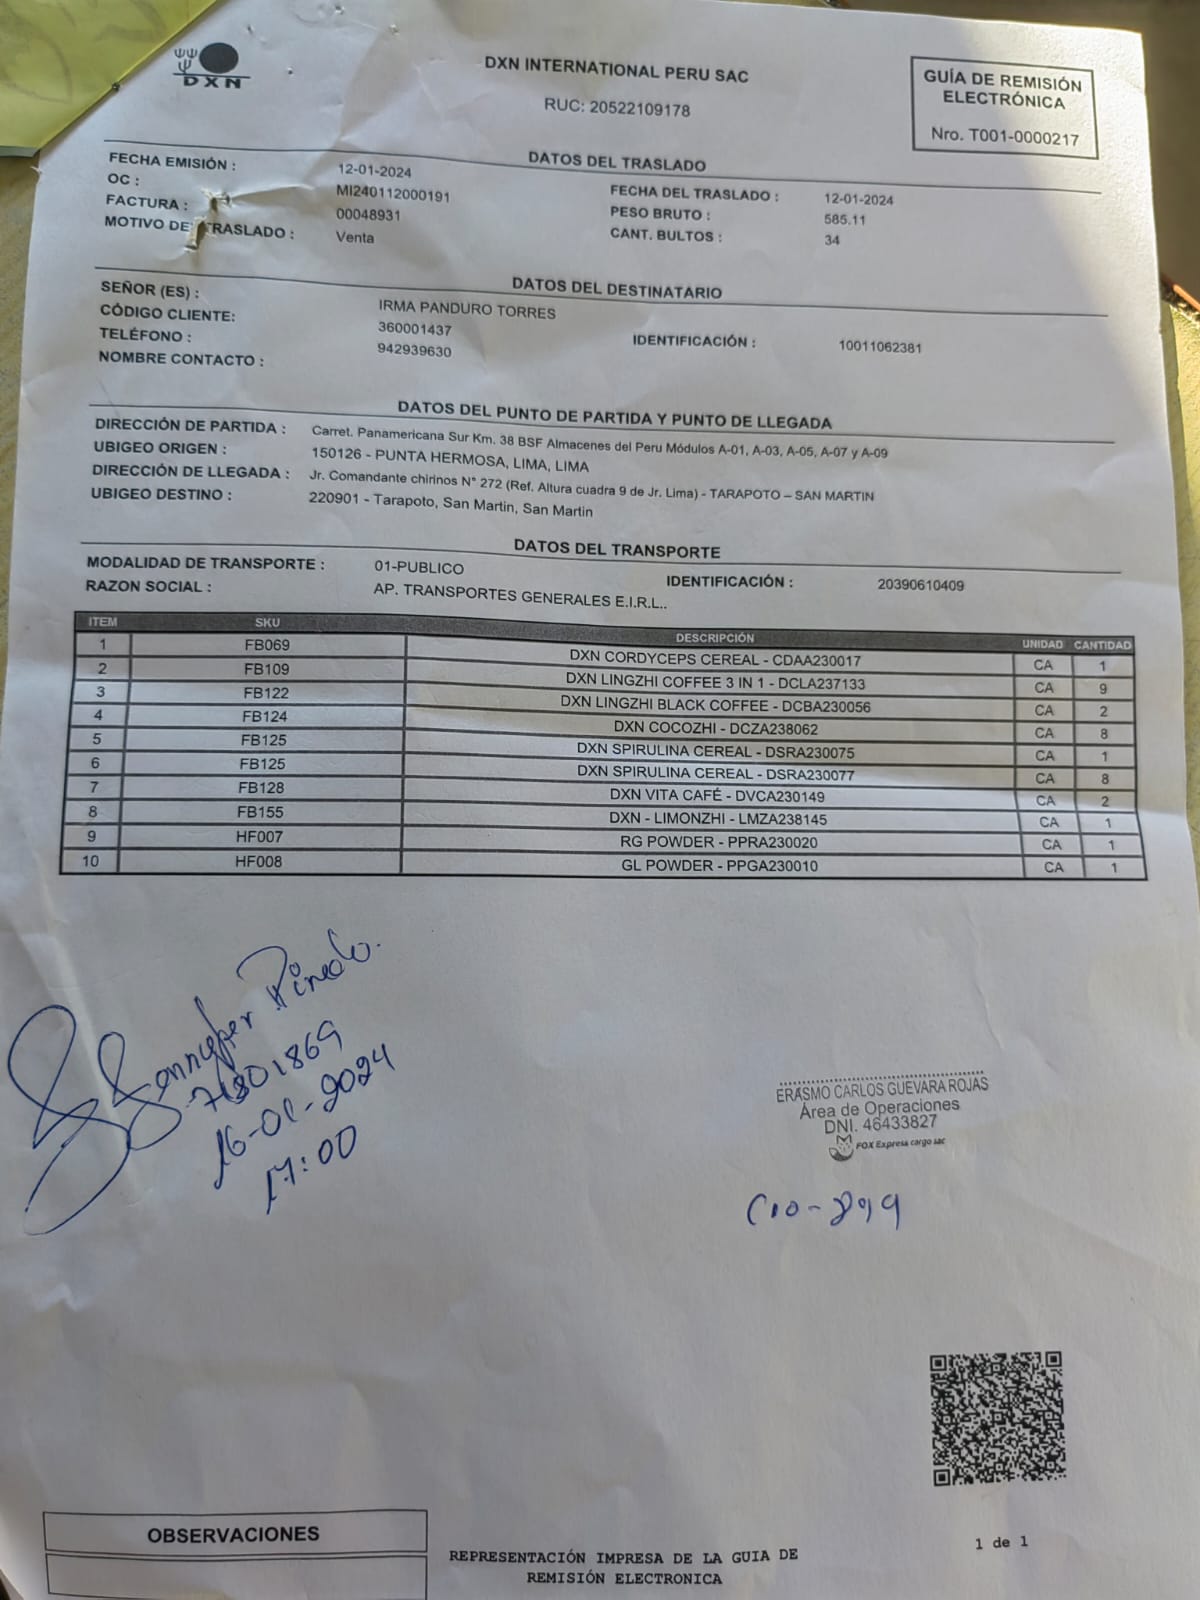 DXN
DXN INTERNATIONAL PERU SAC
RUC: 20522109178
GUÍA DE REMISIÓN
ELECTRÓNICA
Nro. T001-0000217
DATOS DEL TRASLADO
FECHA EMISIÓN : 12-01-2024
OC : MI240112000191
FACTURA : 00048931
MOTIVO DE TRASLADO : Venta
FECHA DEL TRASLADO : 12-01-2024
PESO BRUTO : 585.11
CANT. BULTOS : 34
DATOS DEL DESTINATARIO
SEÑOR (ES) : IRMA PANDURO TORRES
CÓDIGO CLIENTE: 360001437
TELÉFONO : 942939630
NOMBRE CONTACTO :
IDENTIFICACIÓN : 10011062381
DATOS DEL PUNTO DE PARTIDA Y PUNTO DE LLEGADA
DIRECCIÓN DE PARTIDA : Carret. Panamericana Sur Km. 38 BSF Almacenes del Peru Módulos A-01, A-03, A-05, A-07 y A-09
UBIGEO ORIGEN : 150126 - PUNTA HERMOSA, LIMA, LIMA
DIRECCIÓN DE LLEGADA : Jr. Comandante chirinos N° 272 (Ref. Altura cuadra 9 de Jr. Lima) - TARAPOTO – SAN MARTIN
UBIGEO DESTINO : 220901 - Tarapoto, San Martin, San Martin
DATOS DEL TRANSPORTE
MODALIDAD DE TRANSPORTE : 01-PUBLICO
RAZON SOCIAL : AP. TRANSPORTES GENERALES E.I.R.L..
IDENTIFICACIÓN : 20390610409
ITEM SKU DESCRIPCIÓN UNIDAD CANTIDAD
1 FB069 DXN CORDYCEPS CEREAL - CDAA230017 CA 1
2 FB109 DXN LINGZHI COFFEE 3 IN 1 - DCLA237133 CA 9
3 FB122 DXN LINGZHI BLACK COFFEE - DCBA230056 CA 2
4 FB124 DXN COCOZHI - DCZA238062 CA 8
5 FB125 DXN SPIRULINA CEREAL - DSRA230075 CA 1
6 FB125 DXN SPIRULINA CEREAL - DSRA230077 CA 8
7 FB128 DXN VITA CAFÉ - DVCA230149 CA 2
8 FB155 DXN - LIMONZHI - LMZA238145 CA 1
9 HF007 RG POWDER - PPRA230020 CA 1
10 HF008 GL POWDER - PPGA230010 CA 1
Pinedo
16-01-2024
17:00
ERASMO CARLOS GUEVARA ROJAS
Área de Operaciones
DNI. 46433827
FOX Express cargo sac
OBSERVACIONES
REPRESENTACIÓN IMPRESA DE LA GUIA DE
REMISIÓN ELECTRONICA
1 de 1